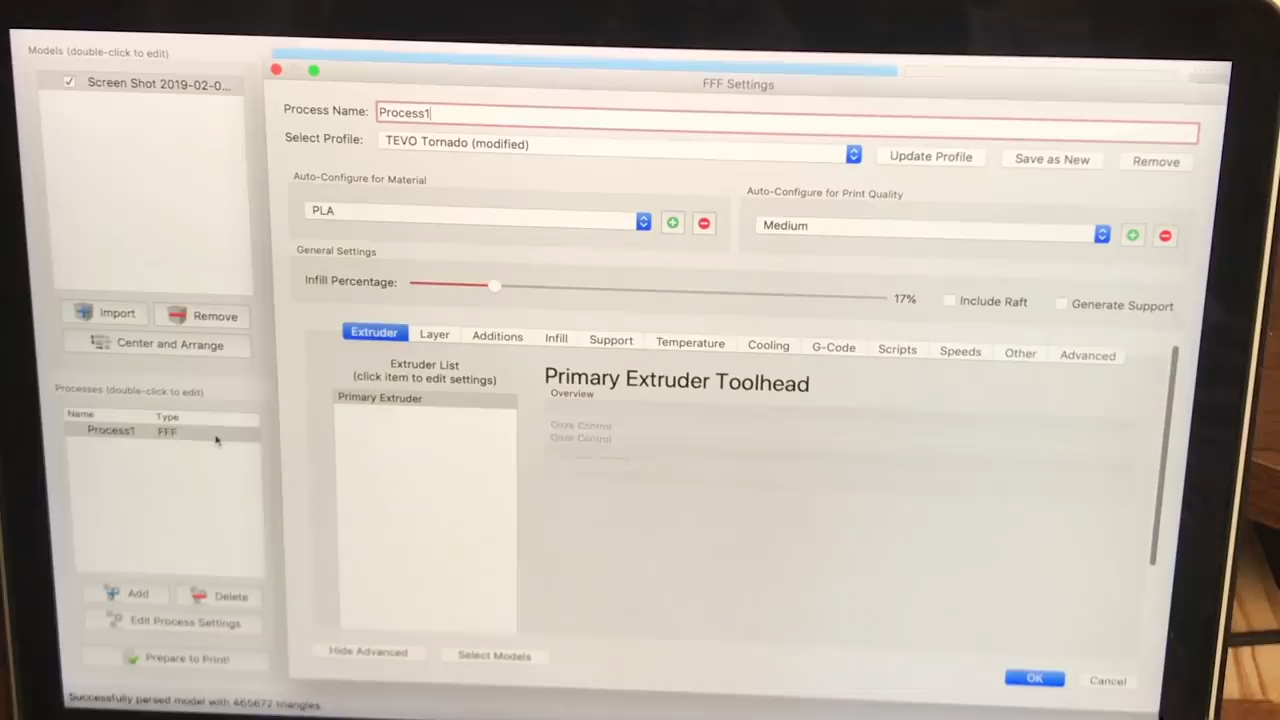 Models (double-click to edit)
Screen Shot 2019-02-0...
Import
Remove
Center and Arrange
Processes (double-click to edit)
Name Type
Process1 FFF
Add
Delete
Edit Process Settings
Prepare to Print!
Successfully parsed model with 465672 triangles
FFF Settings
Process Name: Process1
Select Profile: TEVO Tornado (modified)
Update Profile
Save as New
Remove
Auto-Configure for Material
PLA
Auto-Configure for Print Quality
Medium
General Settings
Infill Percentage: 17%
Include Raft
Generate Support
Extruder Layer Additions Infill Support Temperature Cooling G-Code Scripts Speeds Other Advanced
Extruder List
(click item to edit settings)
Primary Extruder
Primary Extruder Toolhead
Overview
Ooze Control
Ooze Control
Hide Advanced
Select Models
OK
Cancel